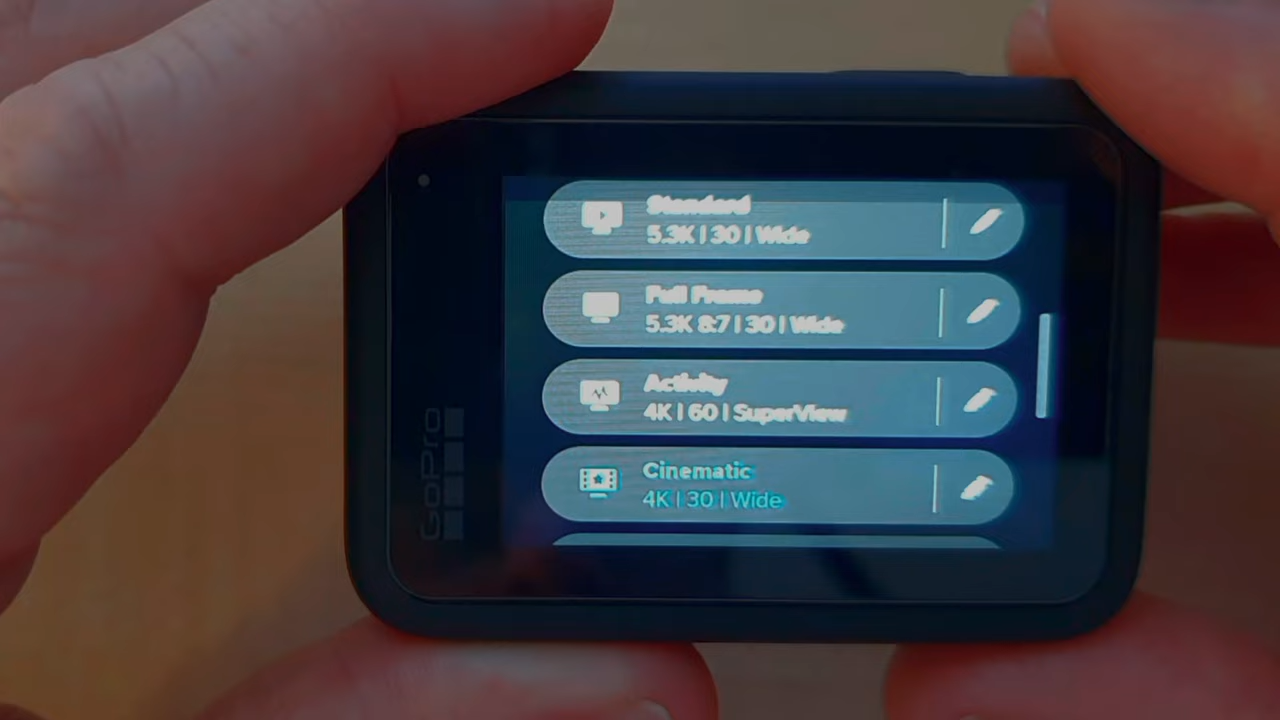 Standard
5.3K | 30 | Wide
Full Frame
5.3K 8:7 | 30 | Wide
Activity
4K | 60 | SuperView
Cinematic
4K | 30 | Wide
GoPro